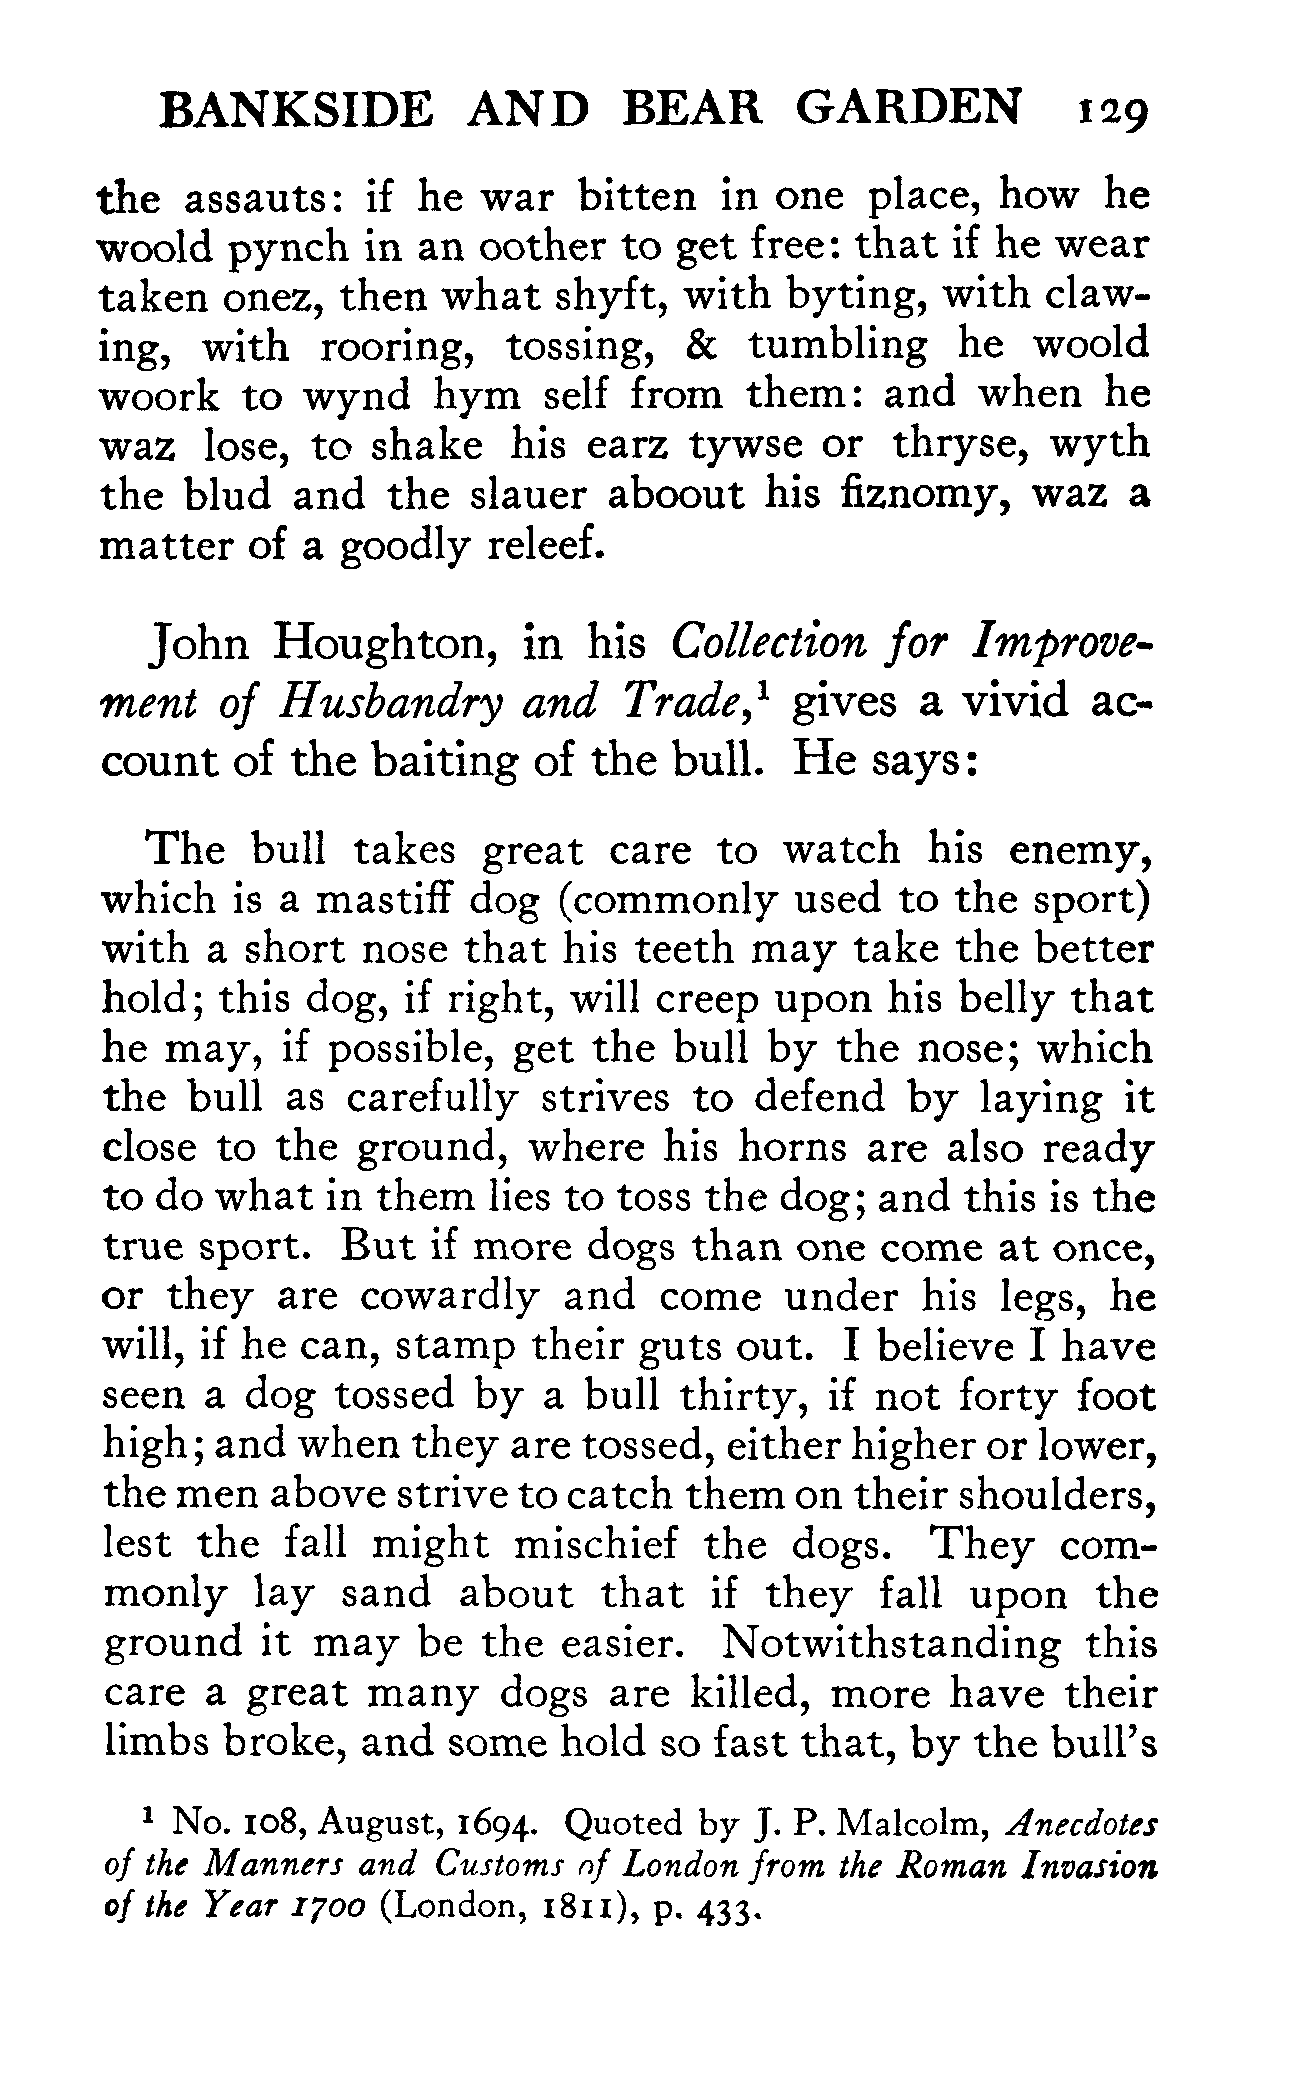 BANKSIDE AND BEAR GARDEN 129
the assauts: if he war bitten in one place, how he
woold pynch in an oother to get free: that if he wear
taken onez, then what shyft, with byting, with claw-
ing, with rooring, tossing, & tumbling he woold
woork to wynd hym self from them: and when he
waz lose, to shake his earz tywse or thryse, wyth
the blud and the slauer aboout his fiznomy, waz a
matter of a goodly releef.
John Houghton, in his Collection for Improve-
ment of Husbandry and Trade,¹ gives a vivid ac-
count of the baiting of the bull. He says:
The bull takes great care to watch his enemy,
which is a mastiff dog (commonly used to the sport)
with a short nose that his teeth may take the better
hold; this dog, if right, will creep upon his belly that
he may, if possible, get the bull by the nose; which
the bull as carefully strives to defend by laying it
close to the ground, where his horns are also ready
to do what in them lies to toss the dog; and this is the
true sport. But if more dogs than one come at once,
or they are cowardly and come under his legs, he
will, if he can, stamp their guts out. I believe I have
seen a dog tossed by a bull thirty, if not forty foot
high; and when they are tossed, either higher or lower,
the men above strive to catch them on their shoulders,
lest the fall might mischief the dogs. They com-
monly lay sand about that if they fall upon the
ground it may be the easier. Notwithstanding this
care a great many dogs are killed, more have their
limbs broke, and some hold so fast that, by the bull's
¹ No. 108, August, 1694. Quoted by J. P. Malcolm, Anecdotes
of the Manners and Customs of London from the Roman Invasion
of the Year 1700 (London, 1811), p. 433.